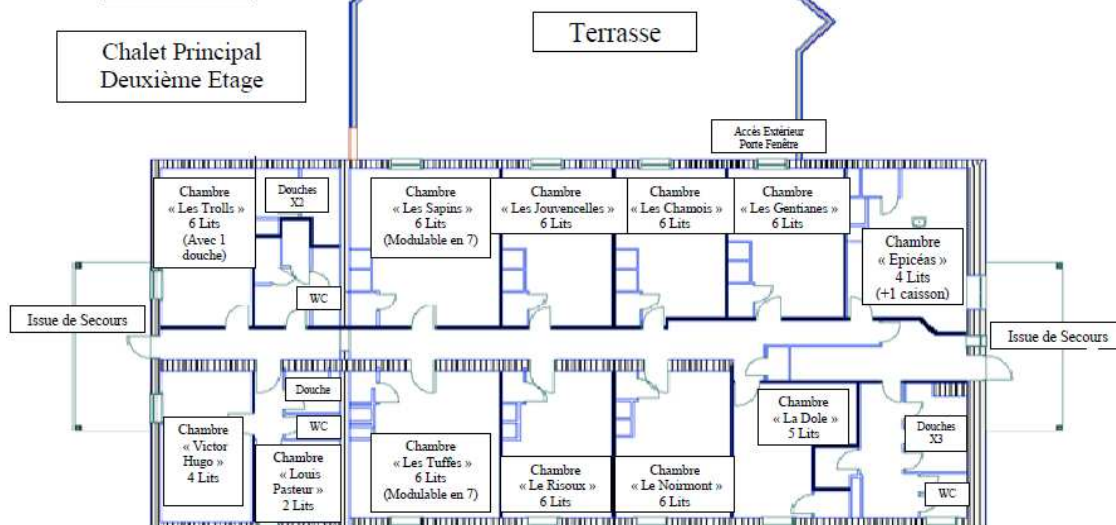 Chalet Principal
Deuxième Etage
Terrasse
Accès Extérieur
Porte Fenêtre
Chambre
« Les Trolls »
6 Lits
(Avec 1
douche)
Douches
X2
WC
Chambre
« Les Sapins »
6 Lits
(Modulable en 7)
Chambre
« Les Jouvencelles »
6 Lits
Chambre
« Les Chamois »
6 Lits
Chambre
« Les Gentianes »
6 Lits
Chambre
« Epicéas »
4 Lits
(+1 caisson)
Issue de Secours
Issue de Secours
Chambre
« Victor
Hugo »
4 Lits
Douche
WC
Chambre
« Louis
Pasteur »
2 Lits
Chambre
« Les Tuffes »
6 Lits
(Modulable en 7)
Chambre
« Le Risoux »
6 Lits
Chambre
« Le Noirmont »
6 Lits
Chambre
« La Dole »
5 Lits
Douches
X3
WC